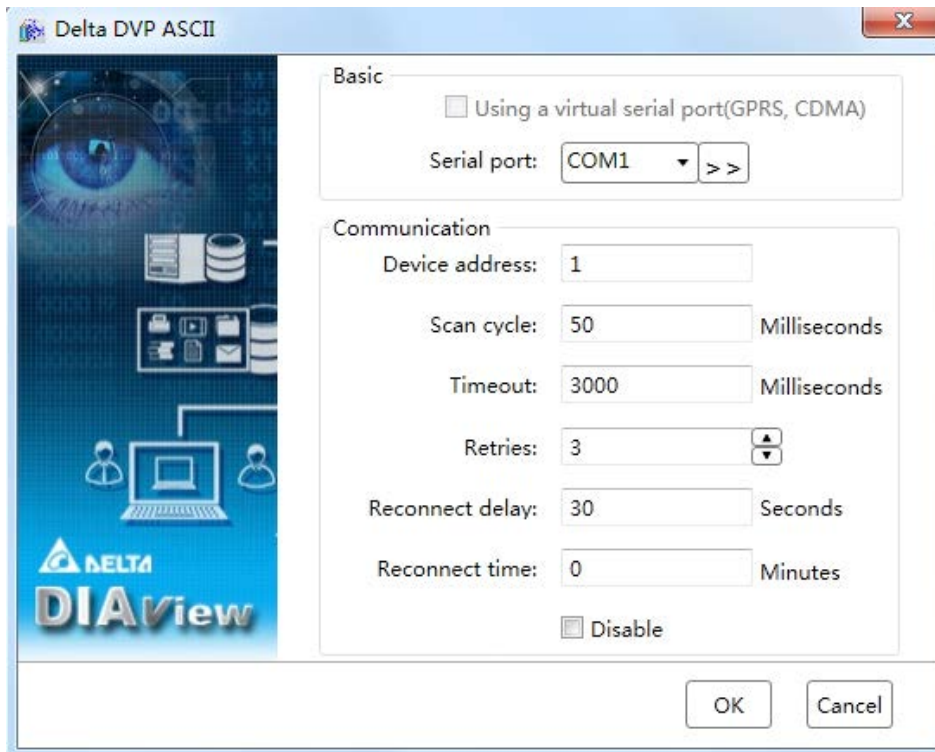 Delta DVP ASCII
Basic
Using a virtual serial port(GPRS, CDMA)
Serial port: COM1 >>
Communication
Device address: 1
Scan cycle: 50 Milliseconds
Timeout: 3000 Milliseconds
Retries: 3
Reconnect delay: 30 Seconds
Reconnect time: 0 Minutes
Disable
DELTA
DIAView
OK Cancel